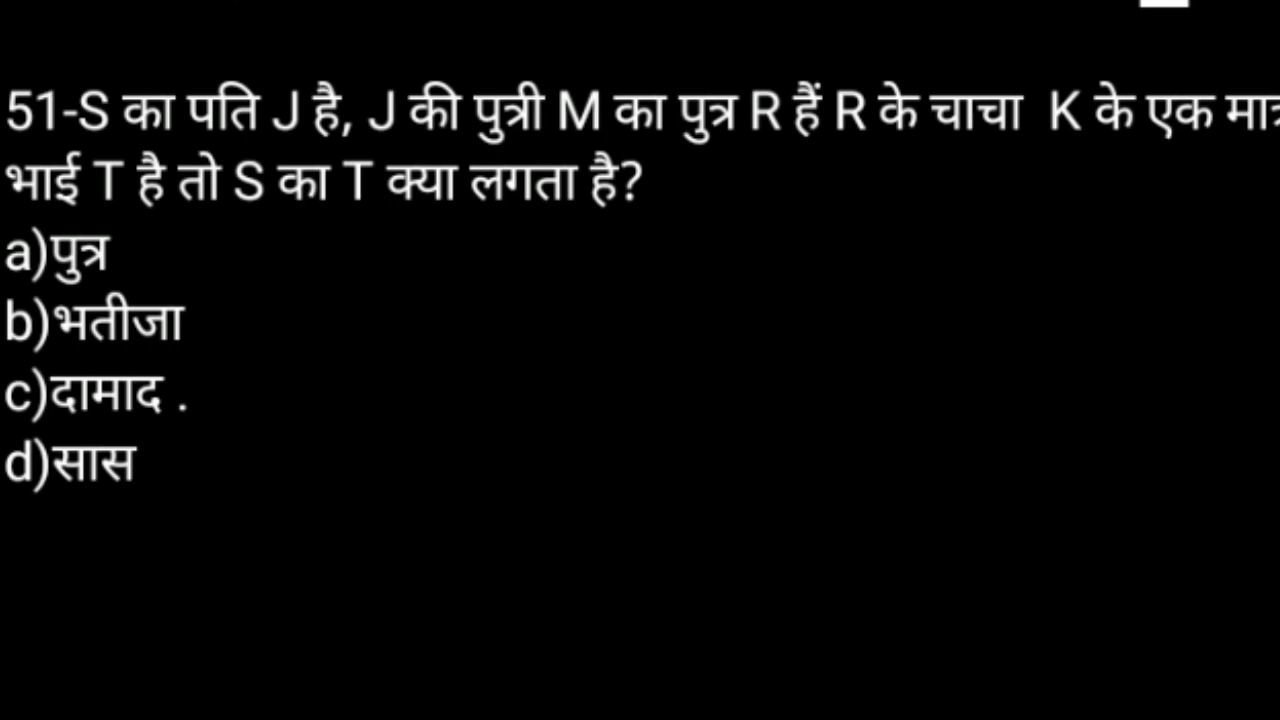 51-S का पति J है, J की पुत्री M का पुत्र R हैं R के चाचा  K के एक मात्र
भाई T है तो S का T क्या लगता है?
a)पुत्र
b)भतीजा
c)दामाद .
d)सास